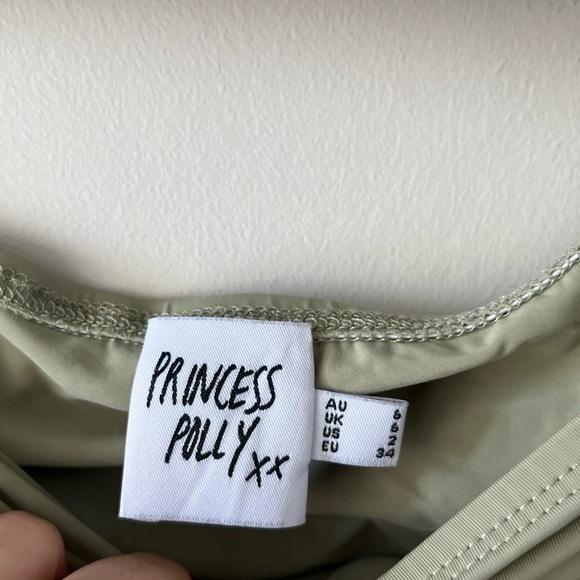 PRINCESS
POLLY xx
AU 6
UK 6
US 2
EU 34